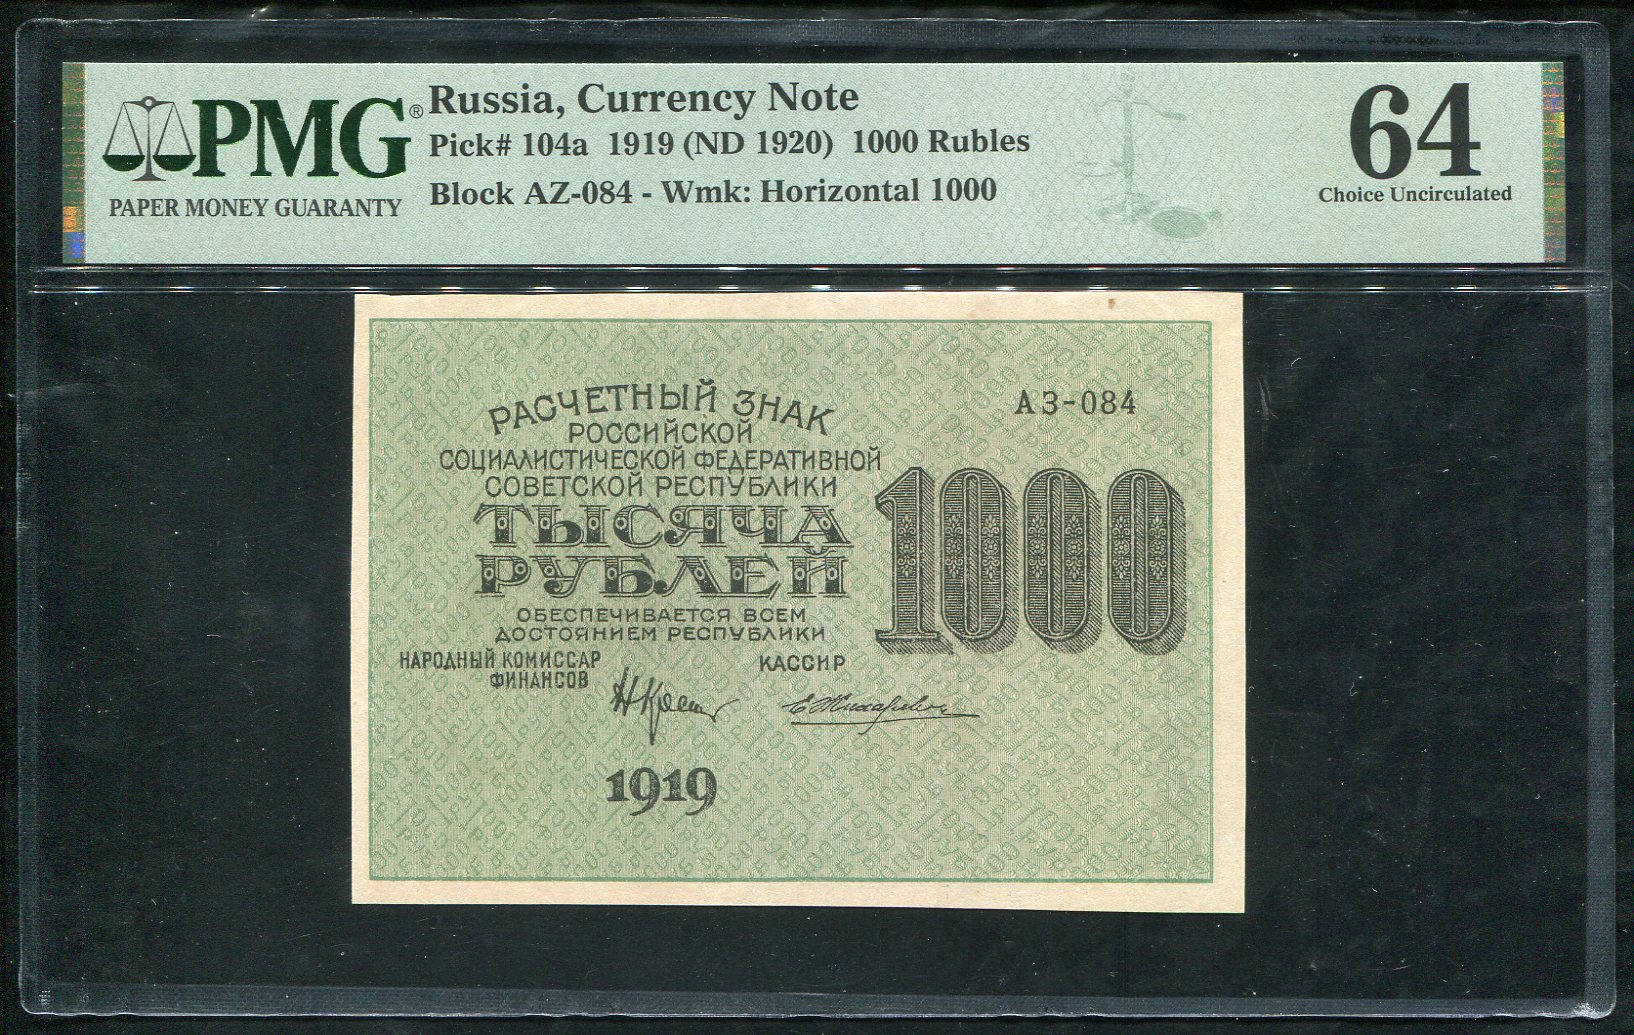 PMG®
PAPER MONEY GUARANTY
Russia, Currency Note
Pick# 104a 1919 (ND 1920) 1000 Rubles
Block AZ-084 - Wmk: Horizontal 1000
64
Choice Uncirculated
РАСЧЕТНЫЙ ЗНАК
РОССИЙСКОЙ
СОЦИАЛИСТИЧЕСКОЙ ФЕДЕРАТИВНОЙ
СОВЕТСКОЙ РЕСПУБЛИКИ
ТЫСЯЧА
РУБЛЕЙ
ОБЕСПЕЧИВАЕТСЯ ВСЕМ
ДОСТОЯНИЕМ РЕСПУБЛИКИ
НАРОДНЫЙ КОМИССАР
ФИНАНСОВ
КАССИР
1919
АЗ-084
1000